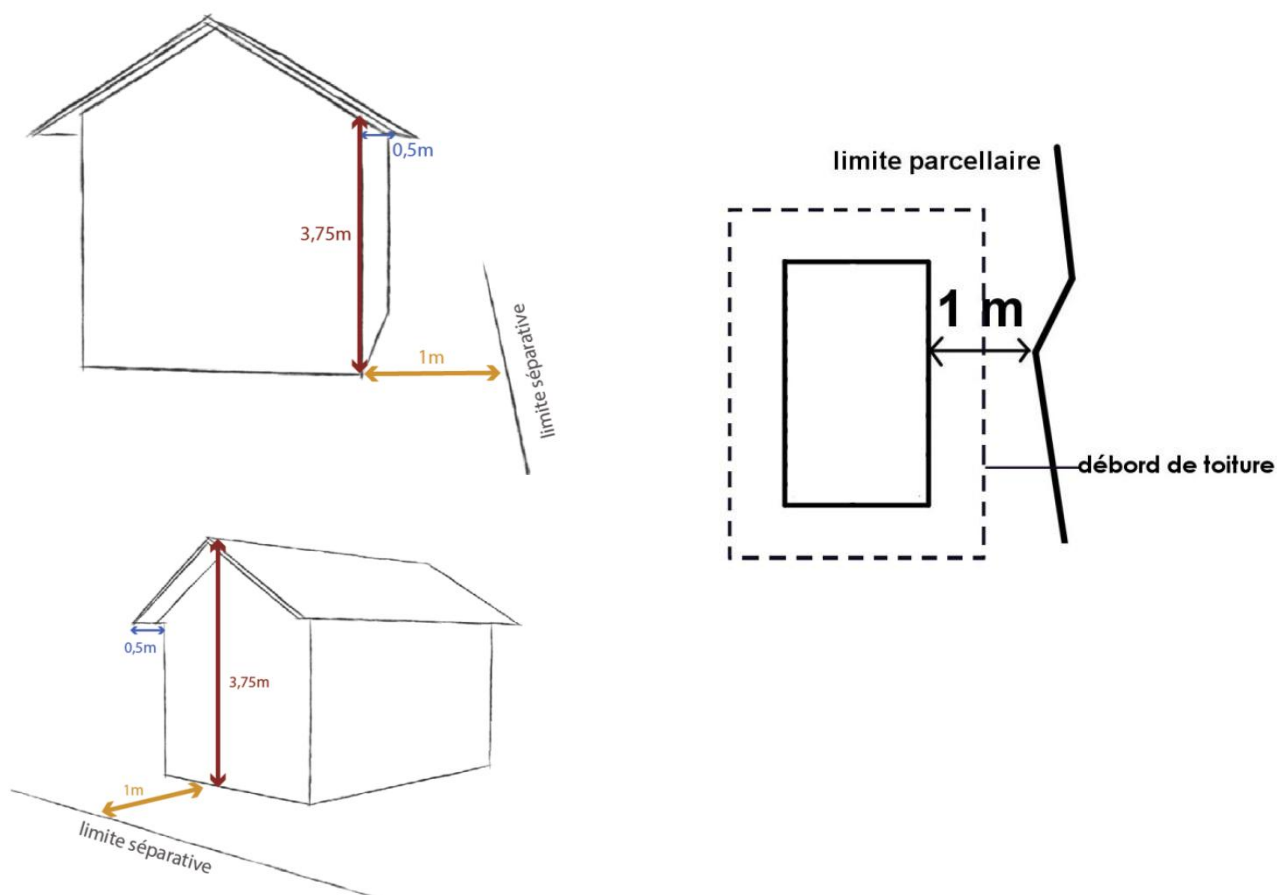 0,5m
3,75m
1m
limite séparative
0,5m
3,75m
1m
limite séparative
limite parcellaire
1 m
débord de toiture